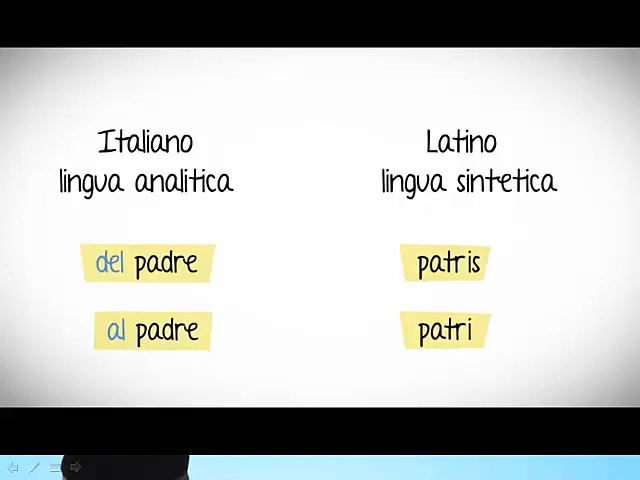 Italiano
lingua analitica
del padre
al padre
Latino
lingua sintetica
patris
patri